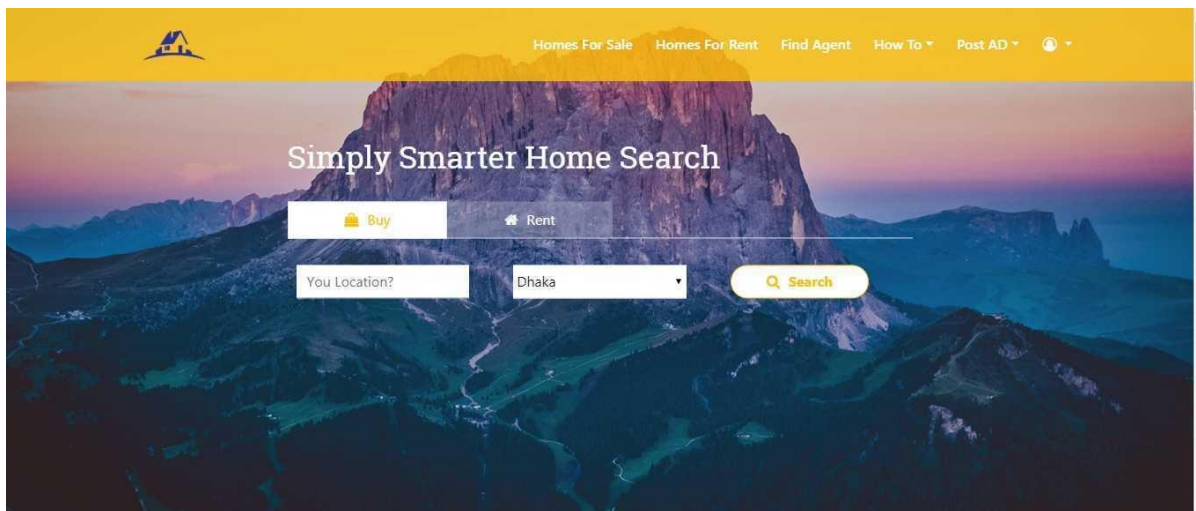 Homes For Sale Homes For Rent Find Agent How To Post AD
Simply Smarter Home Search
Buy Rent
You Location? Dhaka Search